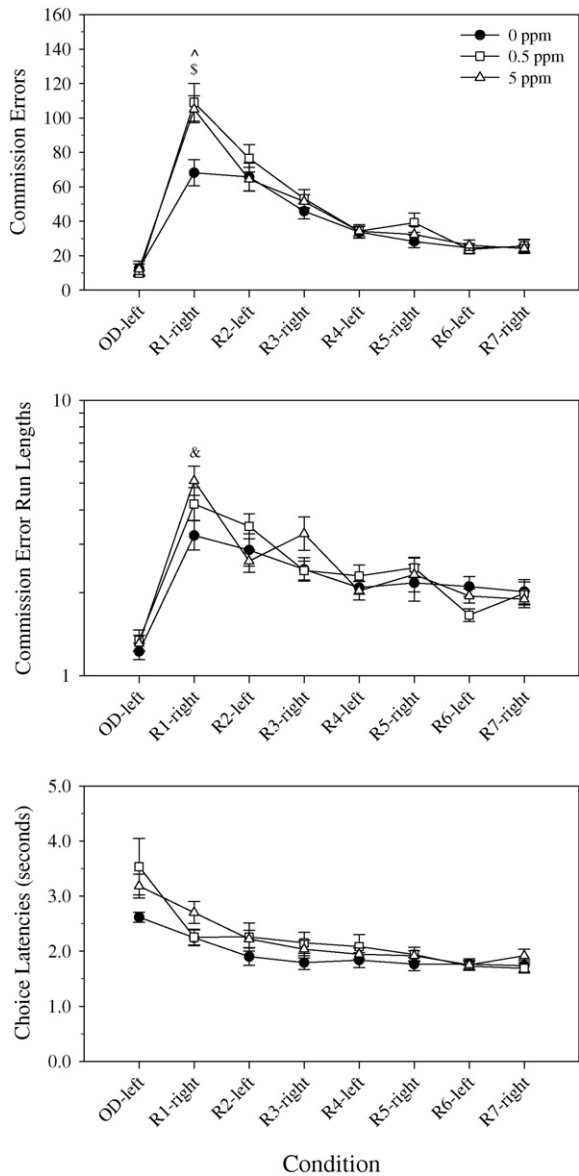 160
140
120
100
80
60
40
20
0
Commission Errors
^
$
0 ppm
0.5 ppm
5 ppm
OD-left
R1-right
R2-left
R3-right
R4-left
R5-right
R6-left
R7-right
10
1
Commission Error Run Lengths
&
OD-left
R1-right
R2-left
R3-right
R4-left
R5-right
R6-left
R7-right
5.0
4.0
3.0
2.0
1.0
0.0
Choice Latencies (seconds)
OD-left
R1-right
R2-left
R3-right
R4-left
R5-right
R6-left
R7-right
Condition